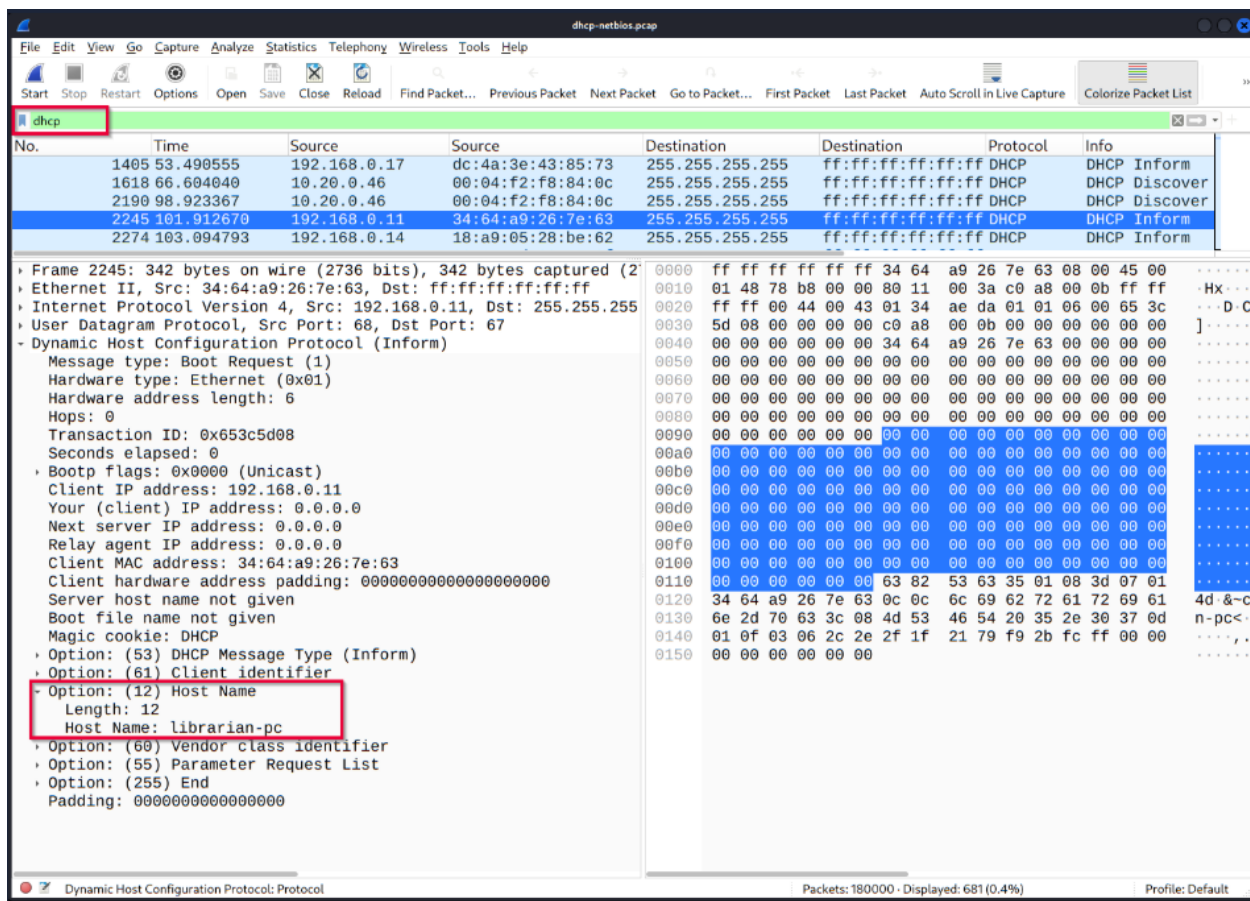 dhcp-netbios.pcap
File Edit View Go Capture Analyze Statistics Telephony Wireless Tools Help
Start Stop Restart Options Open Save Close Reload Find Packet... Previous Packet Next Packet Go to Packet... First Packet Last Packet Auto Scroll in Live Capture Colorize Packet List
dhcp
No. Time Source Source Destination Destination Protocol Info
1405 53.490555 192.168.0.17 dc:4a:3e:43:85:73 255.255.255.255 ff:ff:ff:ff:ff:ff DHCP DHCP Inform
1618 66.604040 10.20.0.46 00:04:f2:f8:84:0c 255.255.255.255 ff:ff:ff:ff:ff:ff DHCP DHCP Discover
2190 98.923367 10.20.0.46 00:04:f2:f8:84:0c 255.255.255.255 ff:ff:ff:ff:ff:ff DHCP DHCP Discover
2245 101.912670 192.168.0.11 34:64:a9:26:7e:63 255.255.255.255 ff:ff:ff:ff:ff:ff DHCP DHCP Inform
2274 103.094793 192.168.0.14 18:a9:05:28:be:62 255.255.255.255 ff:ff:ff:ff:ff:ff DHCP DHCP Inform
Frame 2245: 342 bytes on wire (2736 bits), 342 bytes captured (2
Ethernet II, Src: 34:64:a9:26:7e:63, Dst: ff:ff:ff:ff:ff:ff
Internet Protocol Version 4, Src: 192.168.0.11, Dst: 255.255.255
User Datagram Protocol, Src Port: 68, Dst Port: 67
Dynamic Host Configuration Protocol (Inform)
Message type: Boot Request (1)
Hardware type: Ethernet (0x01)
Hardware address length: 6
Hops: 0
Transaction ID: 0x653c5d08
Seconds elapsed: 0
Bootp flags: 0x0000 (Unicast)
Client IP address: 192.168.0.11
Your (client) IP address: 0.0.0.0
Next server IP address: 0.0.0.0
Relay agent IP address: 0.0.0.0
Client MAC address: 34:64:a9:26:7e:63
Client hardware address padding: 00000000000000000000
Server host name not given
Boot file name not given
Magic cookie: DHCP
Option: (53) DHCP Message Type (Inform)
Option: (61) Client identifier
Option: (12) Host Name
Length: 12
Host Name: librarian-pc
Option: (60) Vendor class identifier
Option: (55) Parameter Request List
Option: (255) End
Padding: 0000000000000000
0000 ff ff ff ff ff ff 34 64 a9 26 7e 63 08 00 45 00 ······
0010 01 48 78 b8 00 00 80 11 00 3a c0 a8 00 0b ff ff ·Hx···
0020 ff ff 00 44 00 43 01 34 ae da 01 01 06 00 65 3c ···D·C
0030 5d 08 00 00 00 00 c0 a8 00 0b 00 00 00 00 00 00 ]·····
0040 00 00 00 00 00 00 34 64 a9 26 7e 63 00 00 00 00 ······
0050 00 00 00 00 00 00 00 00 00 00 00 00 00 00 00 00 ······
0060 00 00 00 00 00 00 00 00 00 00 00 00 00 00 00 00 ······
0070 00 00 00 00 00 00 00 00 00 00 00 00 00 00 00 00 ······
0080 00 00 00 00 00 00 00 00 00 00 00 00 00 00 00 00 ······
0090 00 00 00 00 00 00 00 00 00 00 00 00 00 00 00 00 ······
00a0 00 00 00 00 00 00 00 00 00 00 00 00 00 00 00 00 ······
00b0 00 00 00 00 00 00 00 00 00 00 00 00 00 00 00 00 ······
00c0 00 00 00 00 00 00 00 00 00 00 00 00 00 00 00 00 ······
00d0 00 00 00 00 00 00 00 00 00 00 00 00 00 00 00 00 ······
00e0 00 00 00 00 00 00 00 00 00 00 00 00 00 00 00 00 ······
00f0 00 00 00 00 00 00 00 00 00 00 00 00 00 00 00 00 ······
0100 00 00 00 00 00 00 00 00 00 00 00 00 00 00 00 00 ······
0110 00 00 00 00 00 00 63 82 53 63 35 01 08 3d 07 01 ······
0120 34 64 a9 26 7e 63 0c 0c 6c 69 62 72 61 72 69 61 4d·&~c
0130 6e 2d 70 63 3c 08 4d 53 46 54 20 35 2e 30 37 0d n-pc<·
0140 01 0f 03 06 2c 2e 2f 1f 21 79 f9 2b fc ff 00 00 ····,.
0150 00 00 00 00 00 00 ······
Dynamic Host Configuration Protocol: Protocol Packets: 180000 · Displayed: 681 (0.4%) Profile: Default